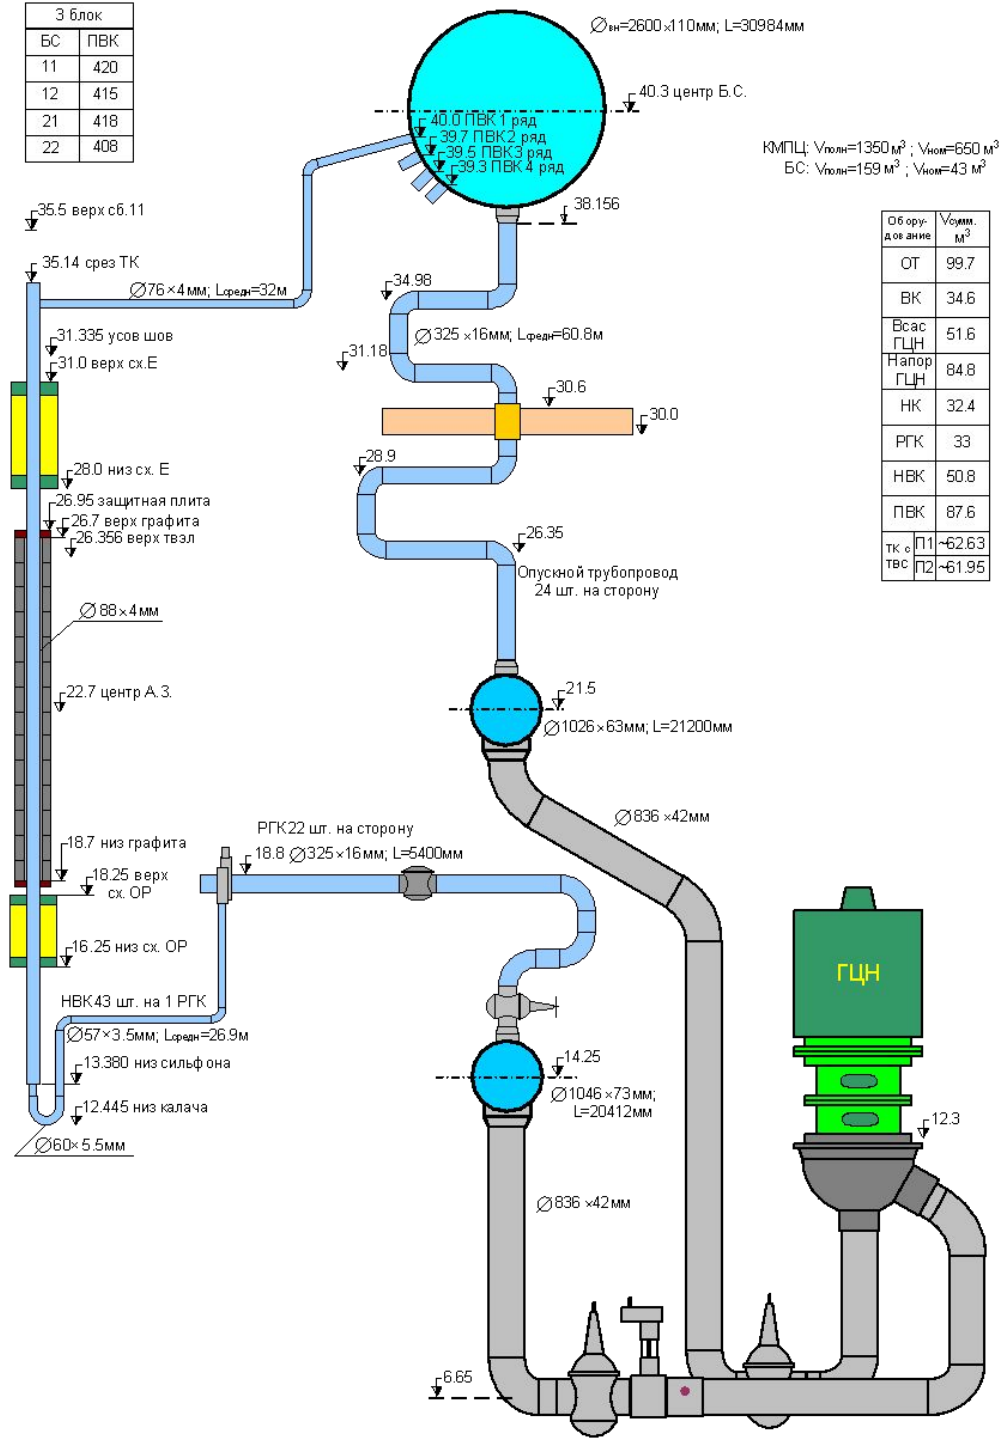 3 блок
БС ПВК
11 420
12 415
21 418
22 408
∅вн=2600×110мм; L=30984мм
40.3 центр Б.С.
40.0 ПВК 1 ряд
39.7 ПВК2 ряд
39.5 ПВК3 ряд
39.3 ПВК 4 ряд
КМПЦ: Vполн=1350 м³ ; Vном=650 м³
БС: Vполн=159 м³ ; Vном=43 м³
35.5 верх сб.11
38.156
35.14 срез ТК
∅76×4мм; Lсредн=32м
34.98
∅325 ×16мм; Lсредн=60.8м
31.335 усов шов
31.18
31.0 верх сх.Е
30.6
30.0
Обору-дование Vсумм. м³
ОТ 99.7
ВК 34.6
Всас ГЦН 51.6
Напор ГЦН 84.8
НК 32.4
РГК 33
НВК 50.8
ПВК 87.6
ТК с ТВС П1 ~62.63
П2 ~61.95
28.9
28.0 низ сх. Е
26.95 защитная плита
26.7 верх графита
26.356 верх твэл
26.35
Опускной трубопровод
24 шт. на сторону
∅88×4мм
22.7 центр А.З.
21.5
∅1026×63мм; L=21200мм
∅836 ×42мм
РГК22 шт. на сторону
18.8 ∅325×16мм; L=5400мм
18.7 низ графита
18.25 верх
сх. ОР
16.25 низ сх. ОР
ГЦН
НВК43 шт. на 1 РГК
∅57×3.5мм; Lсредн=26.9м
13.380 низ сильфона
14.25
∅1046×73мм;
L=20412мм
12.445 низ калача
12.3
∅60×5.5мм
∅836 ×42мм
6.65